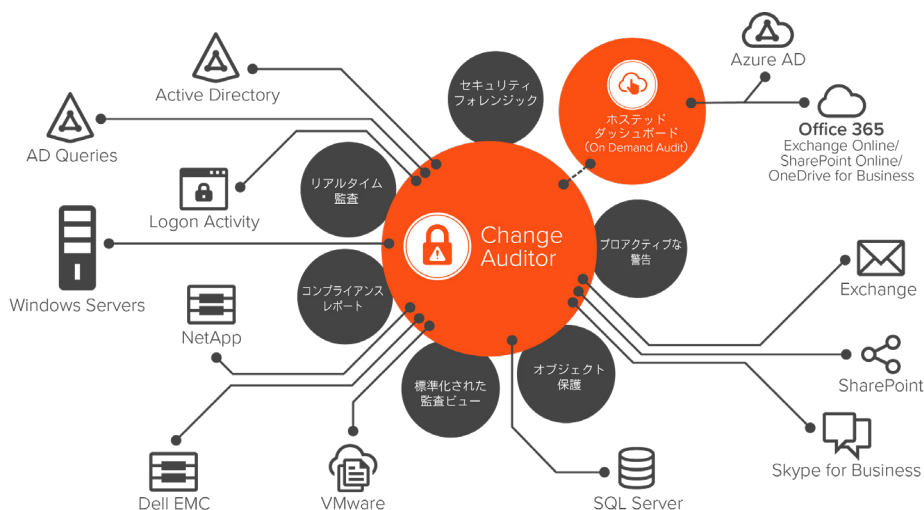 Active Directory
AD Queries
Logon Activity
Windows Servers
NetApp
Dell EMC
VMware
SQL Server
セキュリティ
フォレンジック
リアルタイム
監査
コンプライアンス
レポート
標準化された
監査ビュー
オブジェクト
保護
プロアクティブな
警告
Change
Auditor
ホステッド
ダッシュボード
(On Demand Audit)
Azure AD
Office 365
Exchange Online/
SharePoint Online/
OneDrive for Business
Exchange
SharePoint
Skype for Business